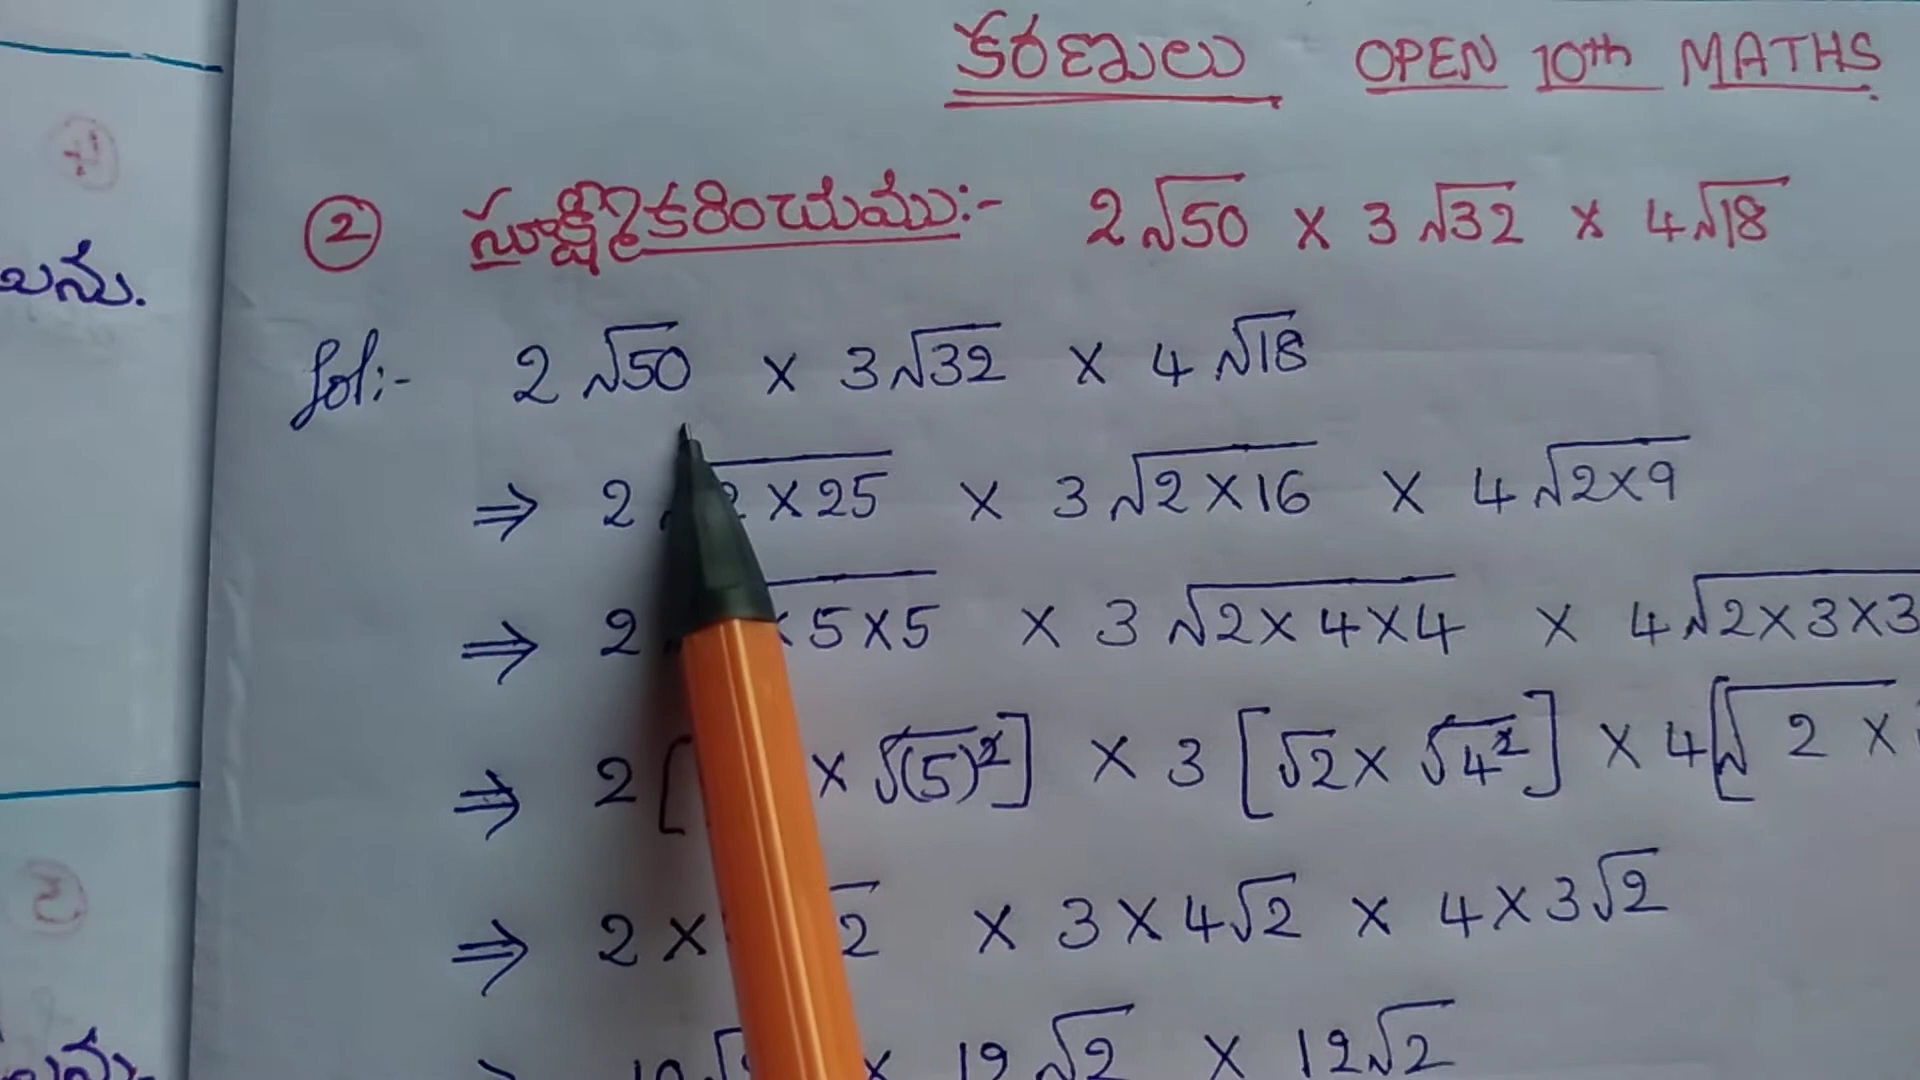 కరణులు OPEN 10th MATHS
② సూక్ష్మీకరించుము:- 2√50 × 3√32 × 4√18
Sol:- 2√50 × 3√32 × 4√18
⇒ 2 2×25 × 3√2×16 × 4√2×9
⇒ 2 ×5×5 × 3√2×4×4 × 4√2×3×3
⇒ 2[ × √(5)²] × 3[√2 × √4²] × 4[√2 ×
⇒ 2× 2 × 3×4√2 × 4×3√2
10√ × 12√2 × 12√2